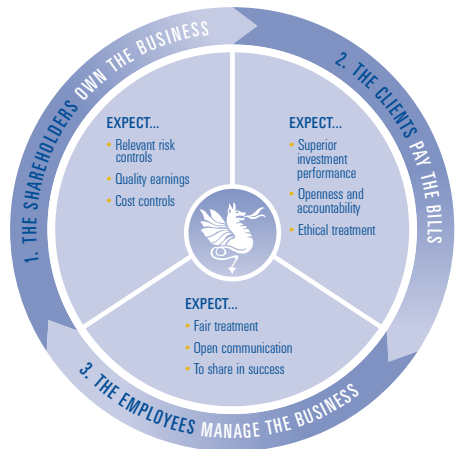 1. THE SHAREHOLDERS OWN THE BUSINESS
EXPECT...
• Relevant risk
controls
• Quality earnings
• Cost controls
2. THE CLIENTS PAY THE BILLS
EXPECT...
• Superior
investment
performance
• Openness and
accountability
• Ethical treatment
3. THE EMPLOYEES MANAGE THE BUSINESS
EXPECT...
• Fair treatment
• Open communication
• To share in success